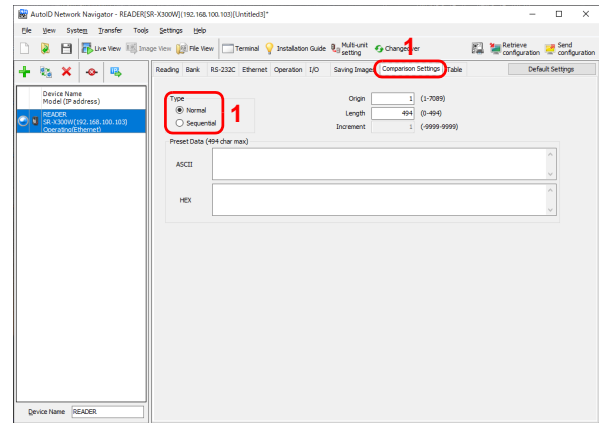 AutoID Network Navigator - READER[SR-X300W][192.168.100.103][Untitled3]*
File View System Transfer Tools Settings Help
Live View Image View File View Terminal Installation Guide Multi-unit setting Changeover Retrieve configuration Send configuration
1
Reading Bank RS-232C Ethernet Operation I/O Saving Images Comparison Settings Table Default Settings
Device Name
Model (IP address)
READER
SR-X300W[192.168.100.103]
Operating(Ethernet)
Type
Normal
Sequential
1
Origin 1 (1-7089)
Length 494 (0-494)
Increment 1 (-9999-9999)
Preset Data (494 char max)
ASCII
HEX
Device Name READER